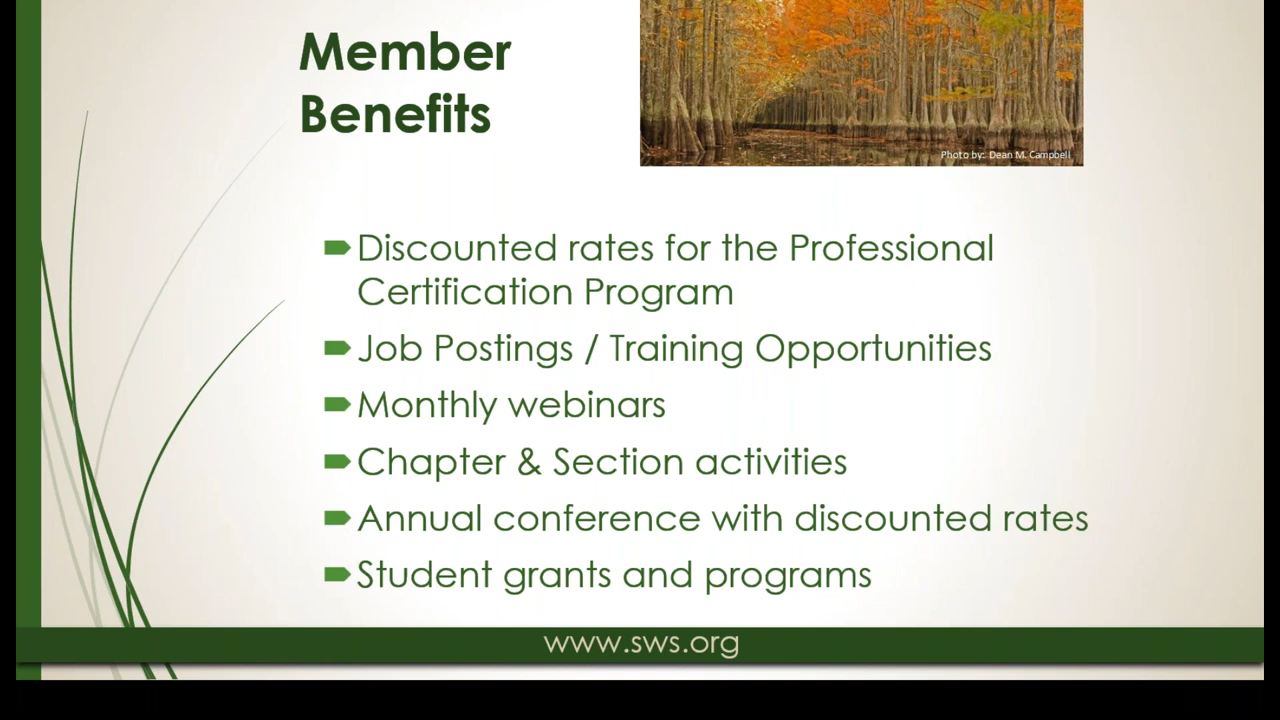 Member
Benefits
Photo by: Dean M. Campbell
Discounted rates for the Professional
Certification Program
Job Postings / Training Opportunities
Monthly webinars
Chapter & Section activities
Annual conference with discounted rates
Student grants and programs
www.sws.org